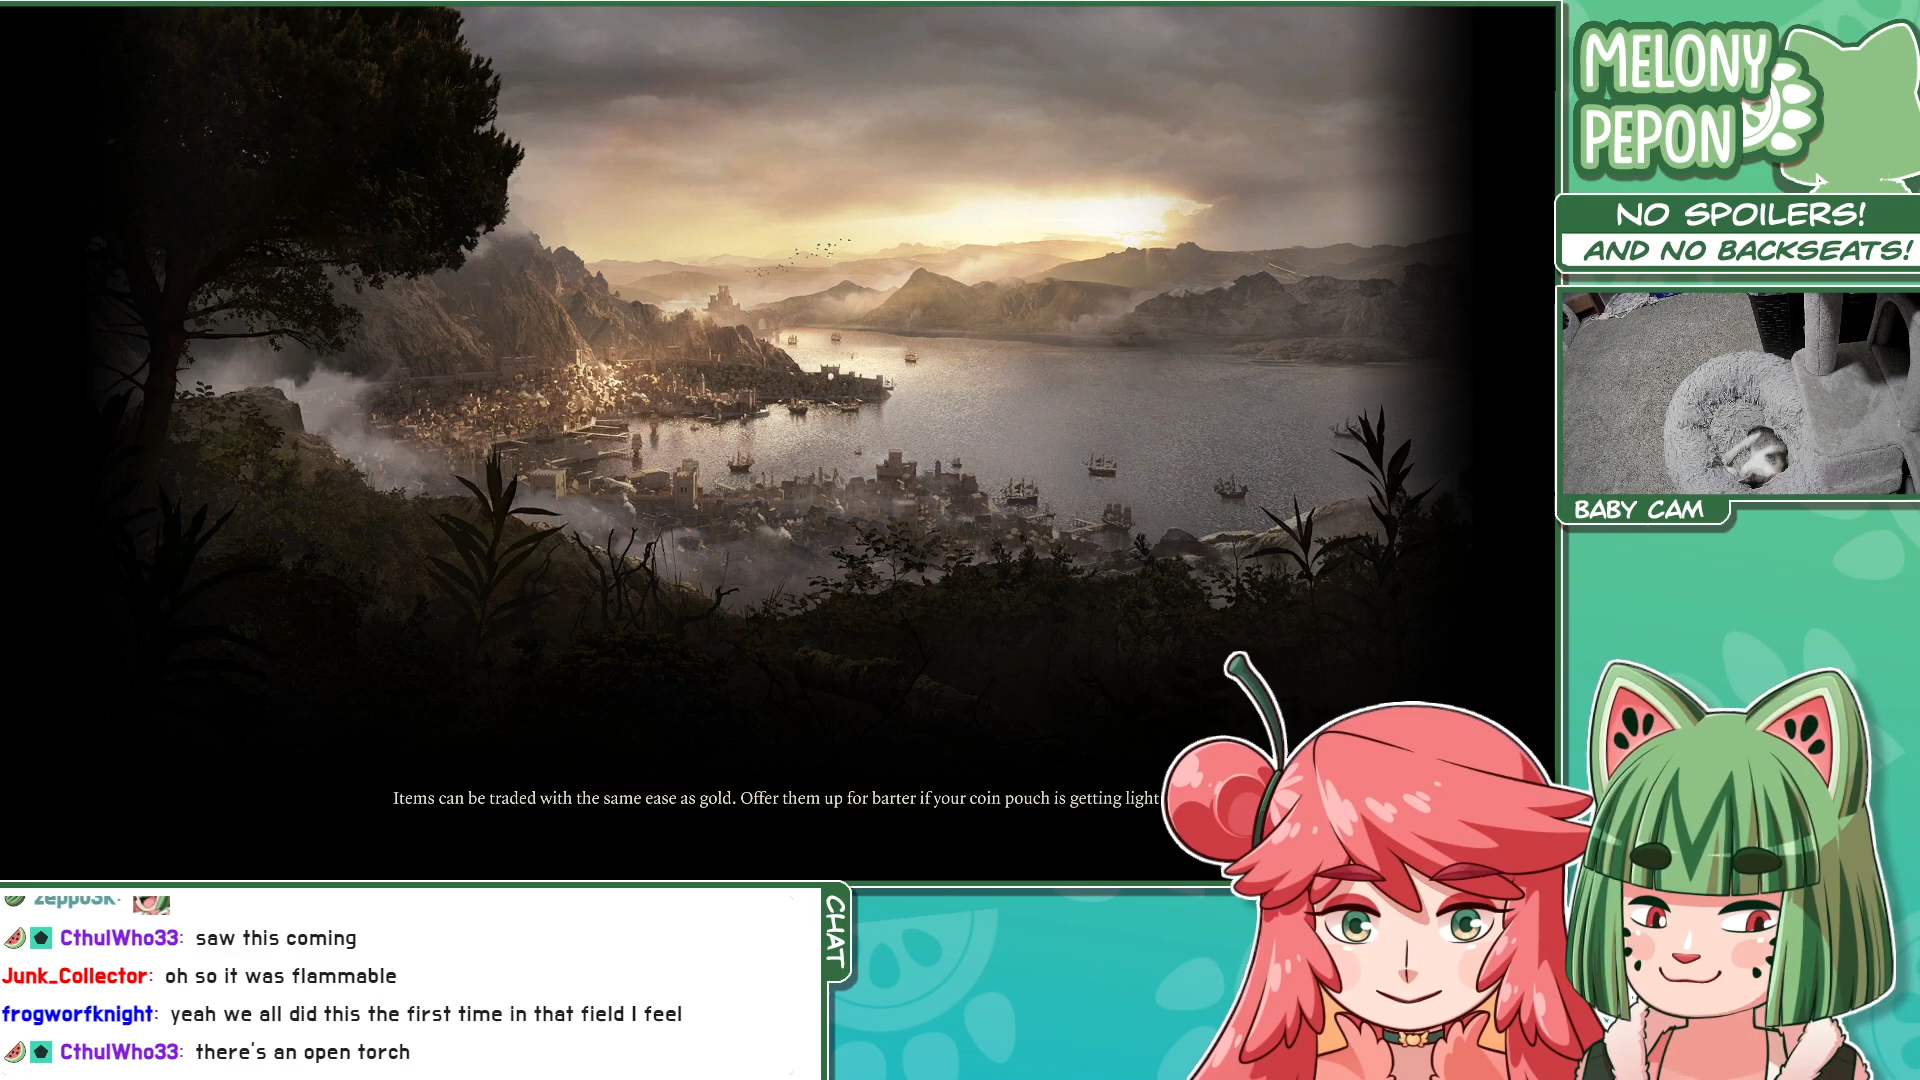 MELONY
PEPON
NO SPOILERS!
AND NO BACKSEATS!
BABY CAM
Items can be traded with the same ease as gold. Offer them up for barter if your coin pouch is getting light
CHAT
zeppo3k:
CthulWho33: saw this coming
Junk_Collector: oh so it was flammable
frogworfknight: yeah we all did this the first time in that field I feel
CthulWho33: there's an open torch